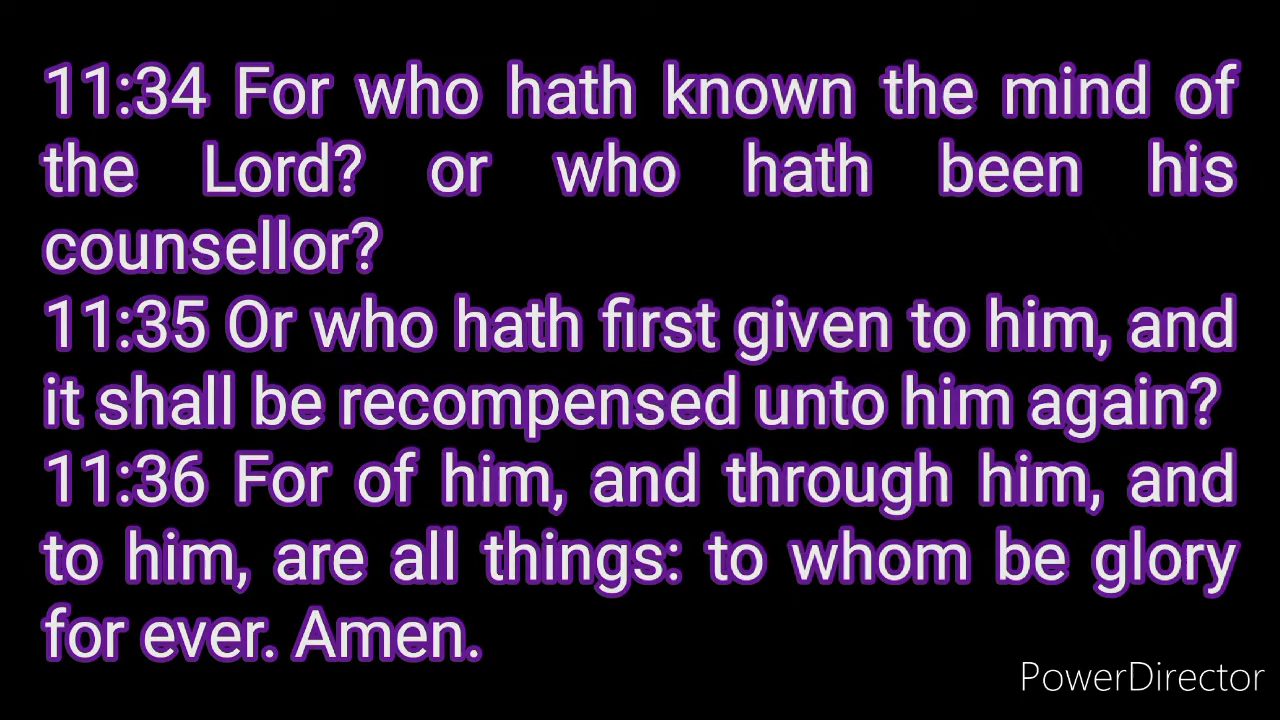 11:34 For who hath known the mind of
the Lord? or who hath been his
counsellor?
11:35 Or who hath first given to him, and
it shall be recompensed unto him again?
11:36 For of him, and through him, and
to him, are all things: to whom be glory
for ever. Amen.
PowerDirector